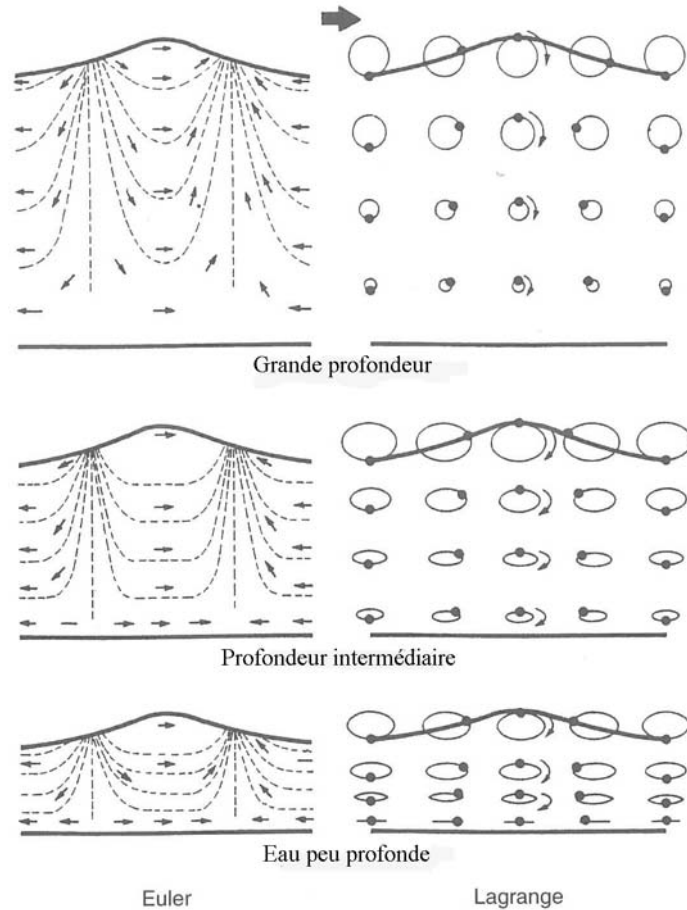 Grande profondeur
Profondeur intermédiaire
Eau peu profonde
Euler
Lagrange